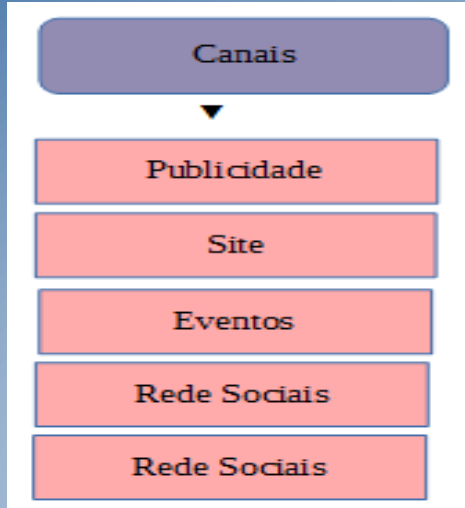 Canais
Publicidade
Site
Eventos
Rede Sociais
Rede Sociais